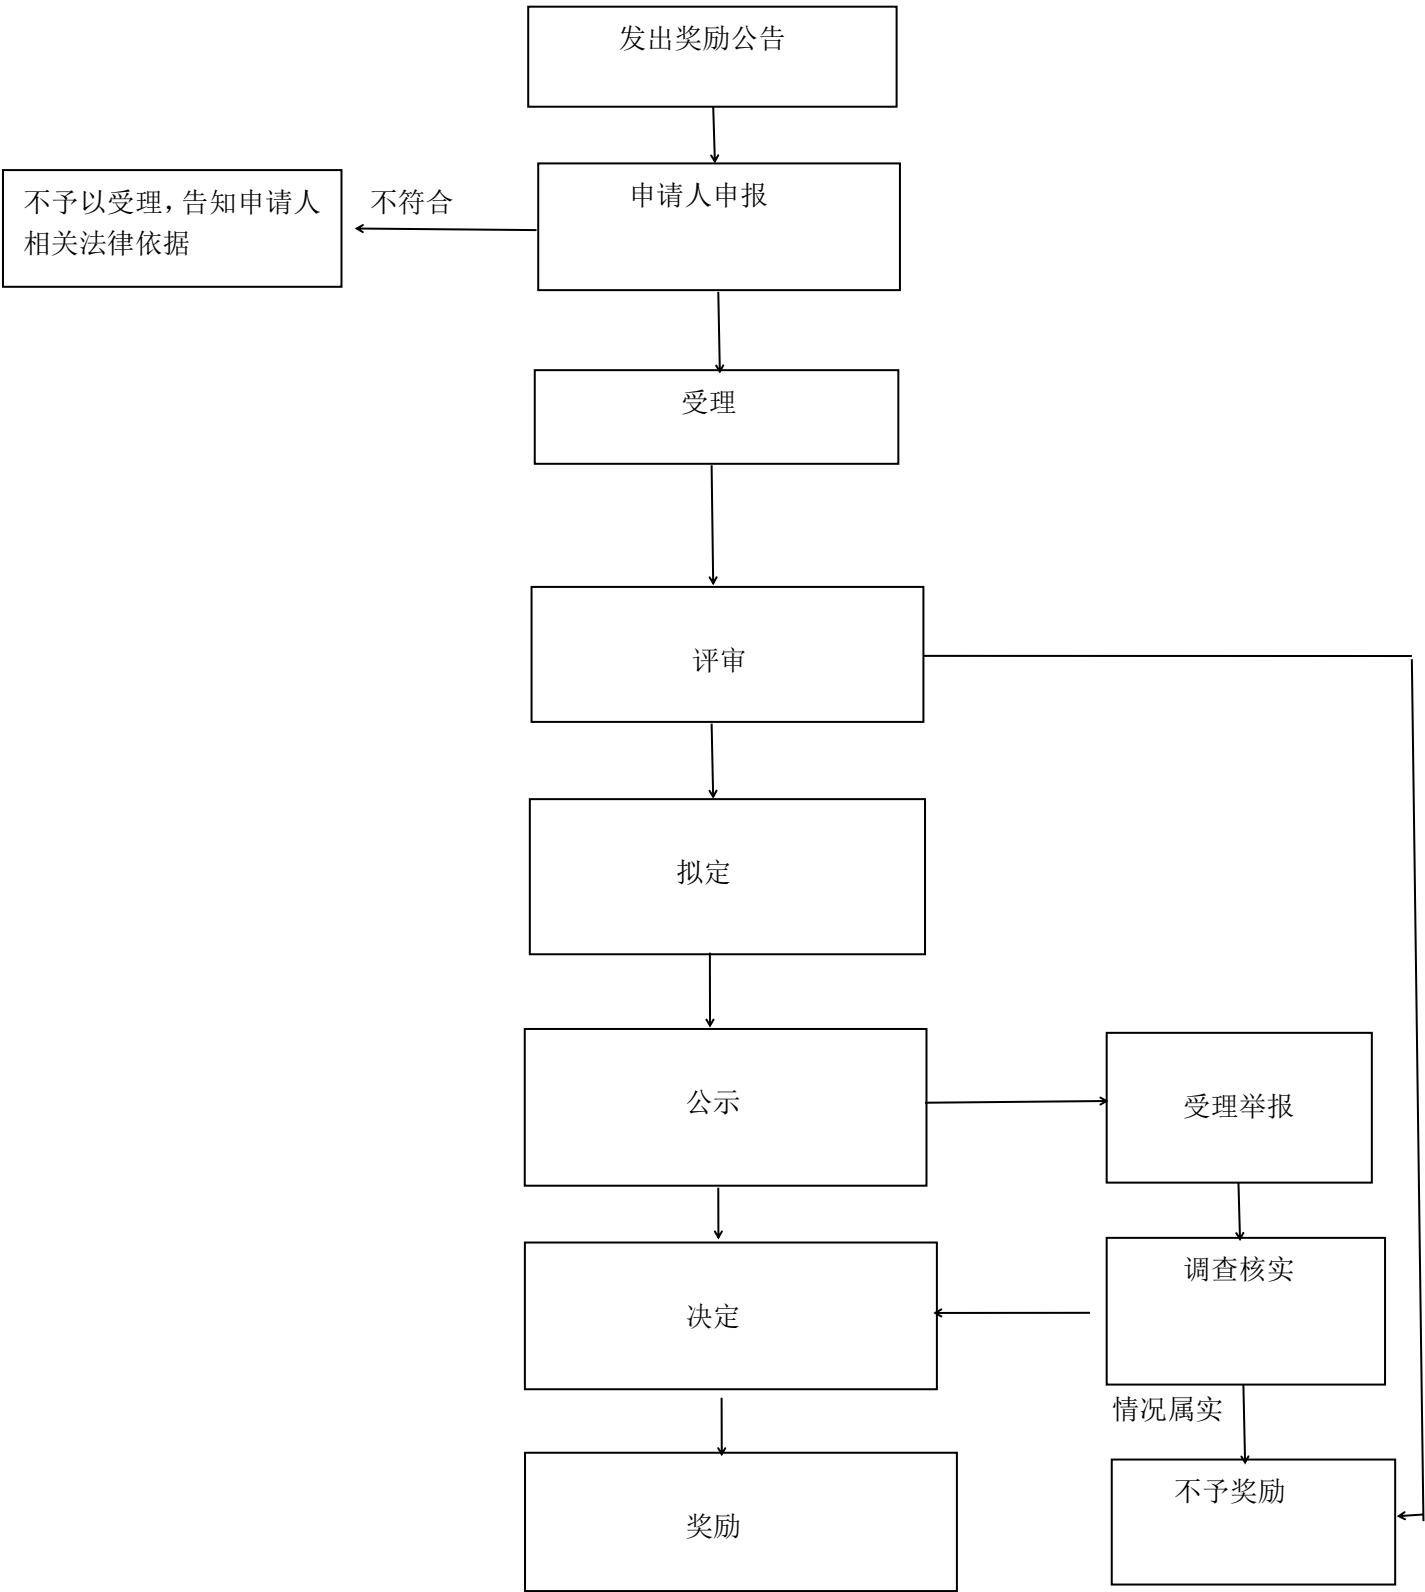 发出奖励公告
申请人申报
不符合
不予以受理，告知申请人
相关法律依据
受理
评审
拟定
公示
受理举报
调查核实
决定
情况属实
不予奖励
奖励